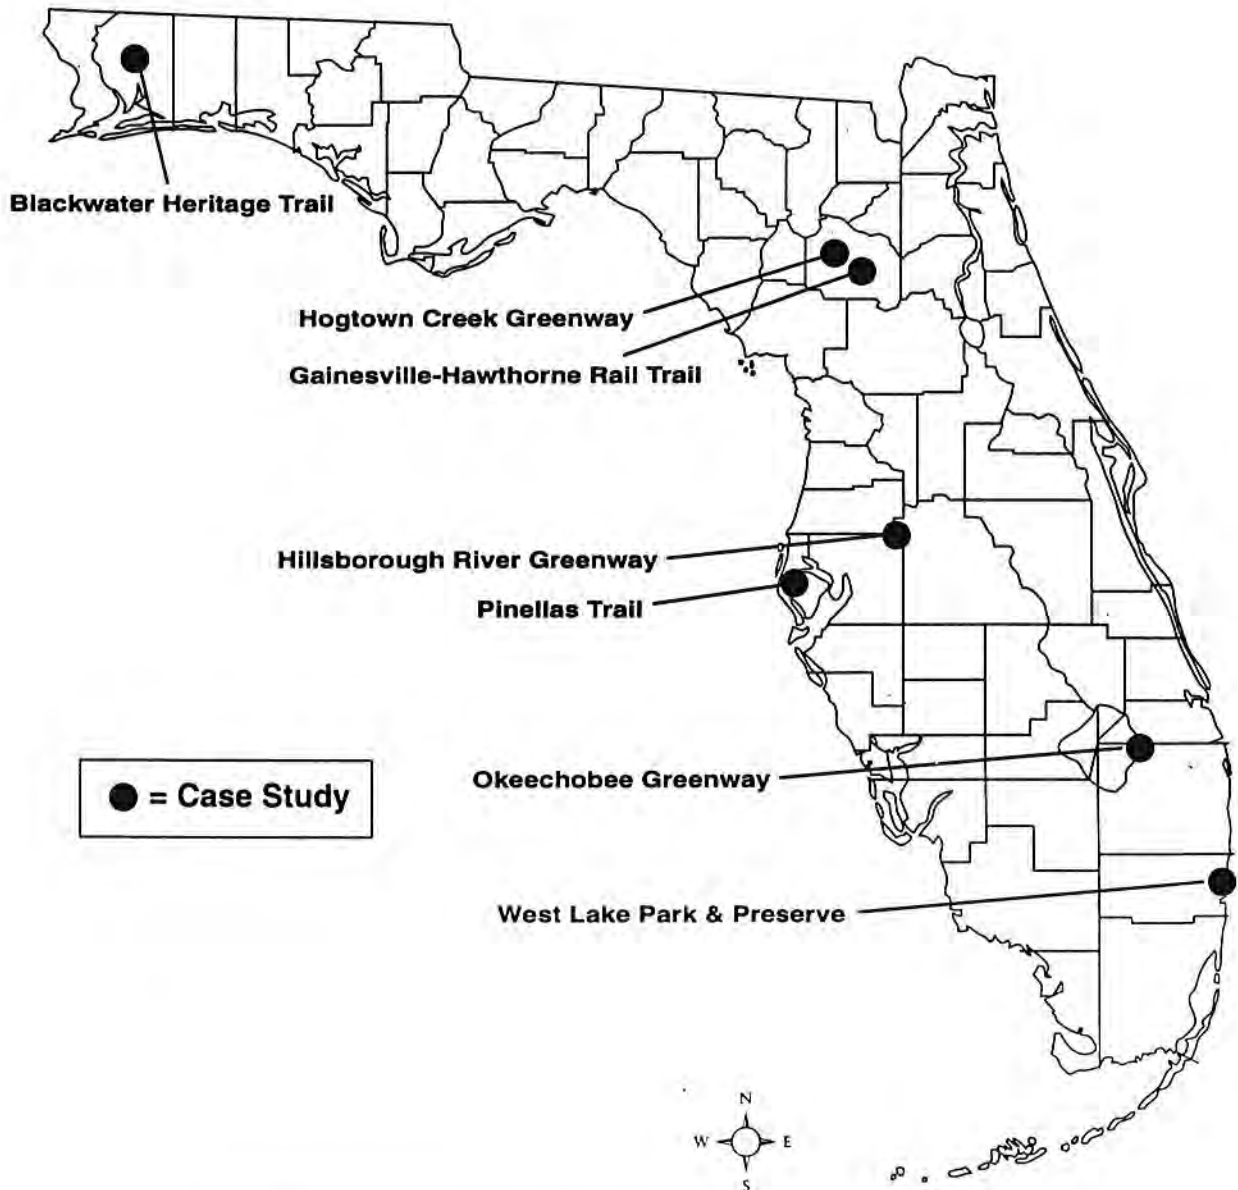 Blackwater Heritage Trail
Hogtown Creek Greenway
Gainesville-Hawthorne Rail Trail
Hillsborough River Greenway
Pinellas Trail
Okeechobee Greenway
= Case Study
West Lake Park & Preserve
N
W E
S